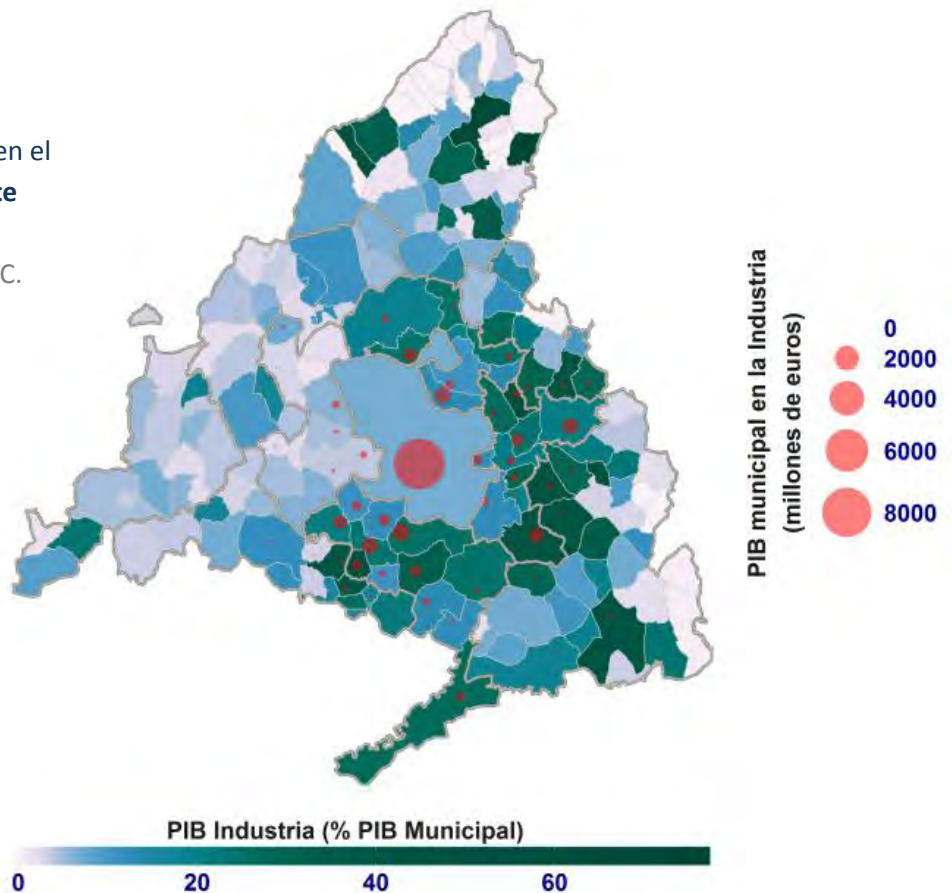 en el
te
C.
PIB municipal en la Industria
(millones de euros)
0
2000
4000
6000
8000
PIB Industria (% PIB Municipal)
0 20 40 60